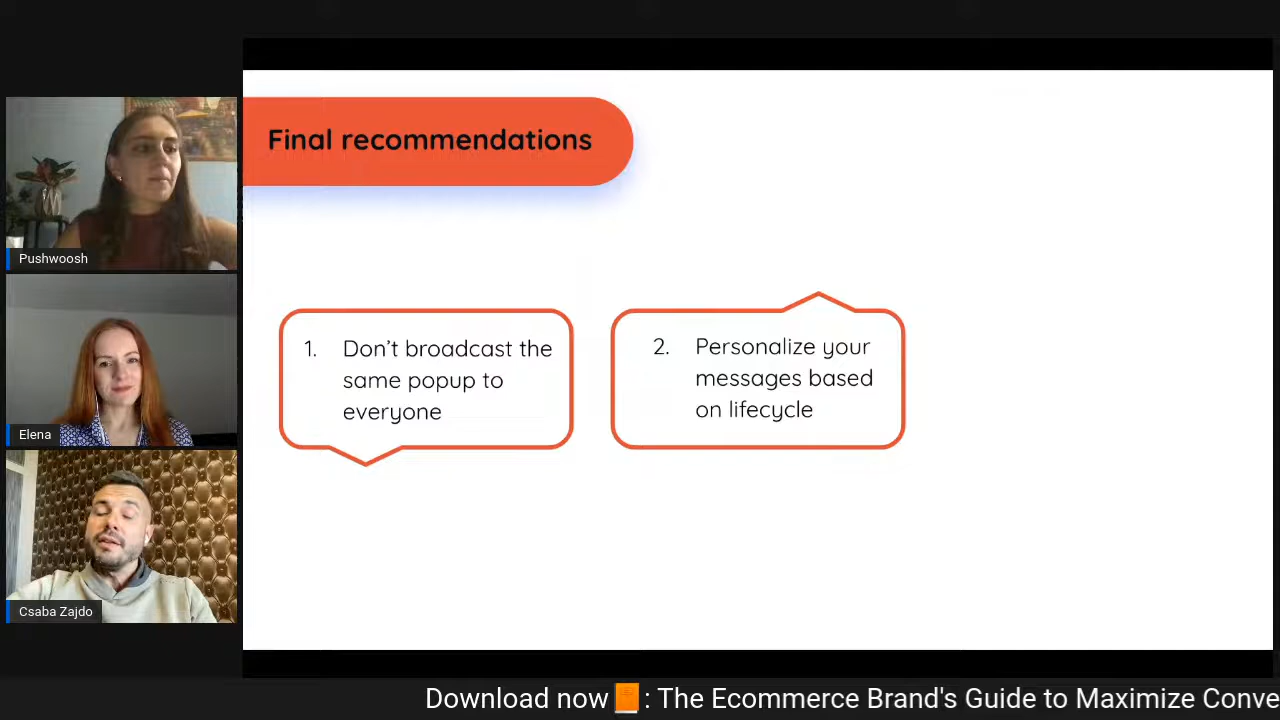 Final recommendations
1. Don't broadcast the
same popup to
everyone
2. Personalize your
messages based
on lifecycle
Pushwoosh
Elena
Csaba Zajdo
Download now📙: The Ecommerce Brand's Guide to Maximize Conve